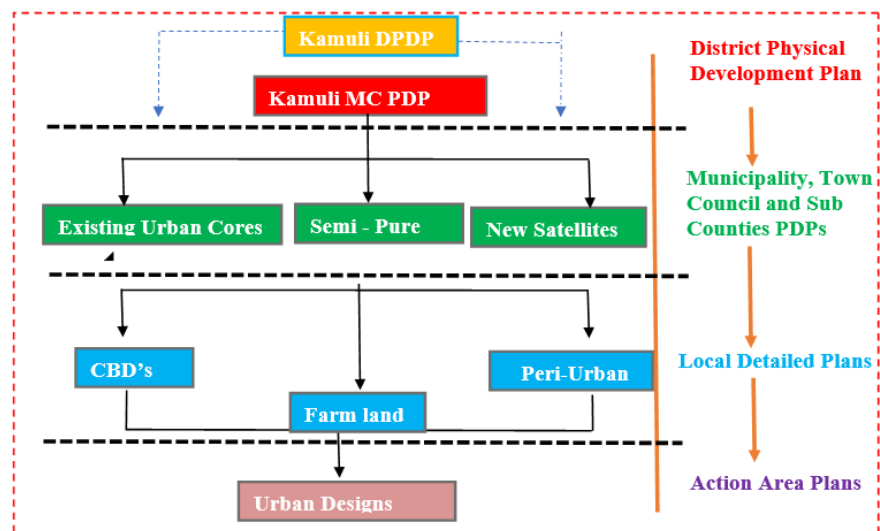 Kamuli DPDP
District Physical
Development Plan
Kamuli MC PDP
Municipality, Town
Council and Sub
Counties PDPs
Existing Urban Cores
Semi - Pure
New Satellites
Local Detailed Plans
CBD's
Peri-Urban
Farm land
Action Area Plans
Urban Designs